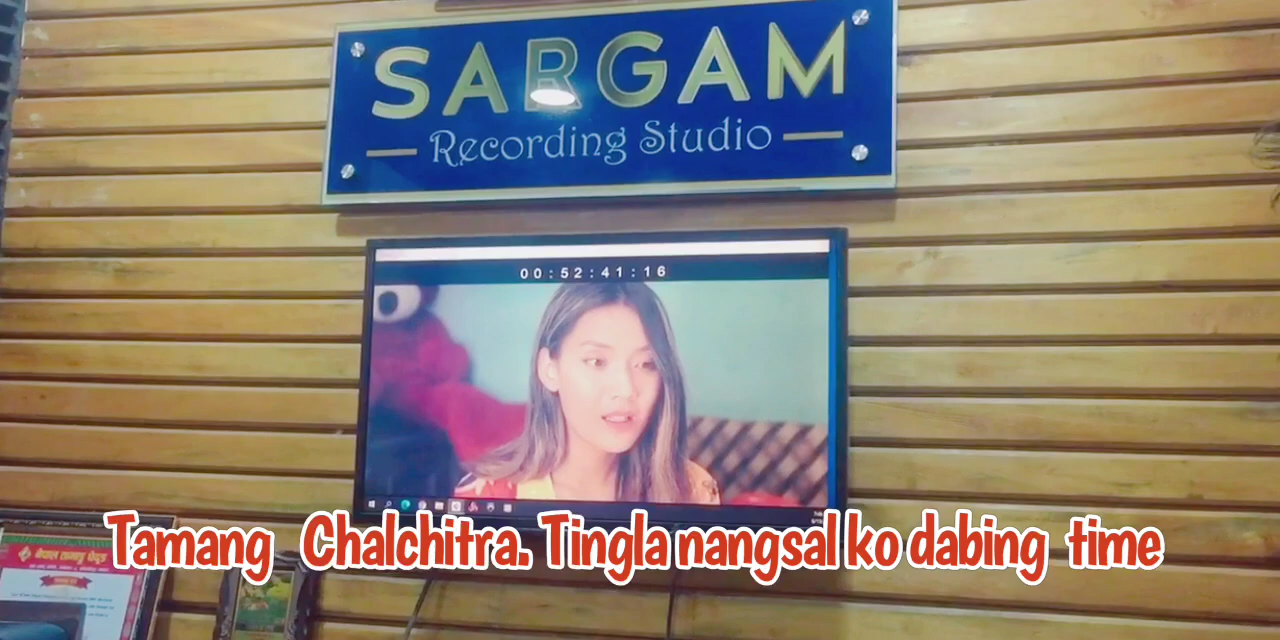 SARGAM
Recording Studio
00:52:41:16
Tamang Chalchitra. Tingla nangsal ko dabing time